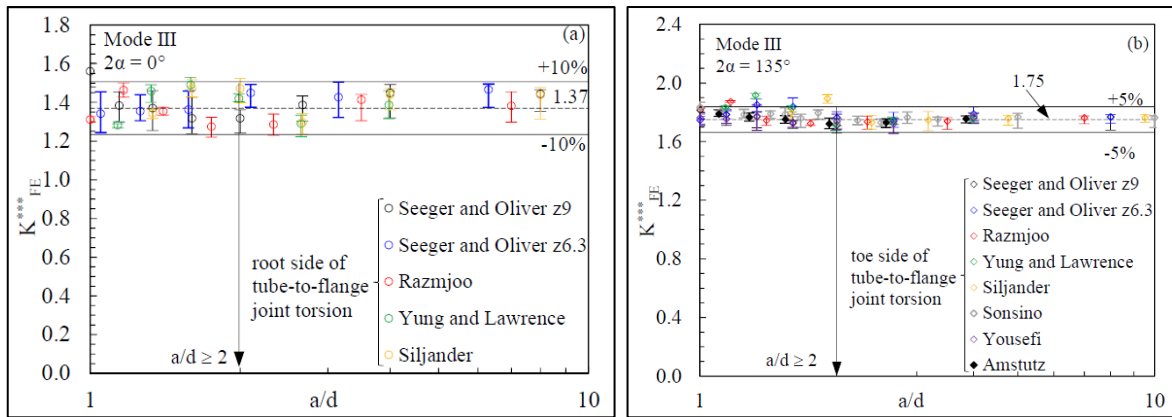 1.8
1.6
1.4
1.2
1.0
0.8
0.6
0.4
0.2
0.0
K***FE
Mode III
2α = 0°
(a)
+10%
1.37
-10%
root side of
tube-to-flange
joint torsion
Seeger and Oliver z9
Seeger and Oliver z6.3
Razmjoo
Yung and Lawrence
Siljander
a/d ≥ 2
1
a/d
10
2.4
2.0
1.6
1.2
0.8
0.4
0.0
K***FE
Mode III
2α = 135°
(b)
1.75
+5%
-5%
toe side of
tube-to-flange
joint torsion
Seeger and Oliver z9
Seeger and Oliver z6.3
Razmjoo
Yung and Lawrence
Siljander
Sonsino
Yousefi
Amstutz
a/d ≥ 2
1
a/d
10